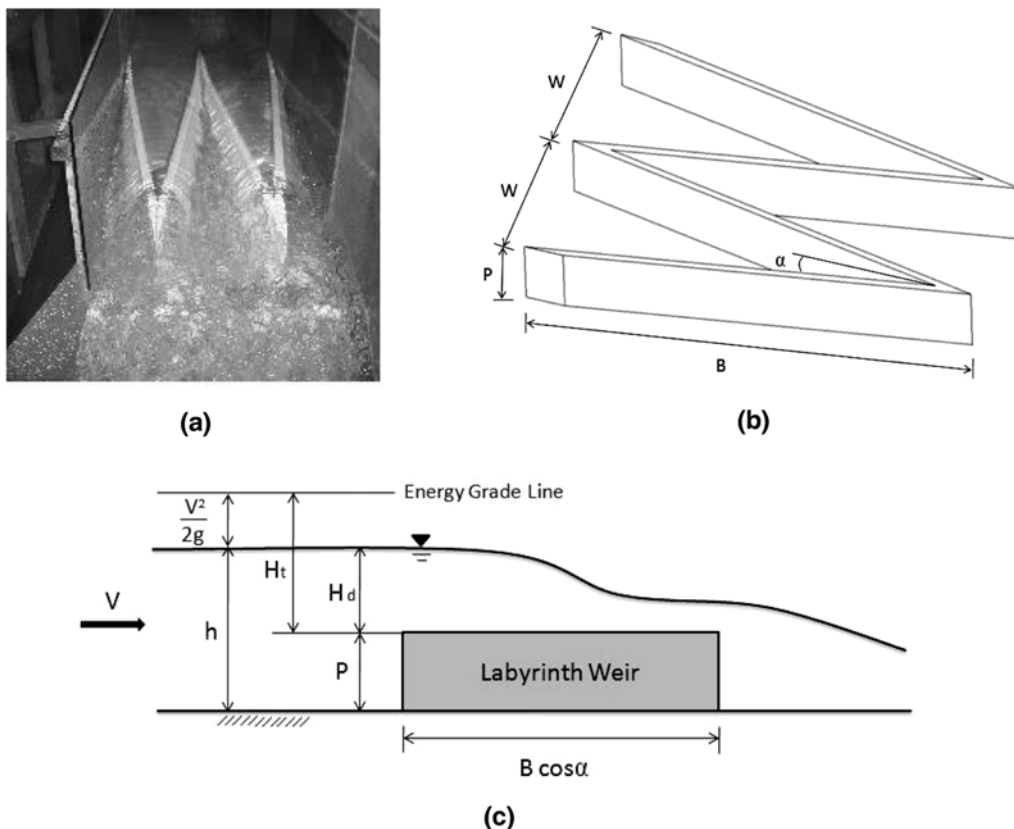 (a)
W
W
P
α
B
(b)
V²
2g
Energy Grade Line
Ht
Hd
V
h
P
Labyrinth Weir
B cosα
(c)